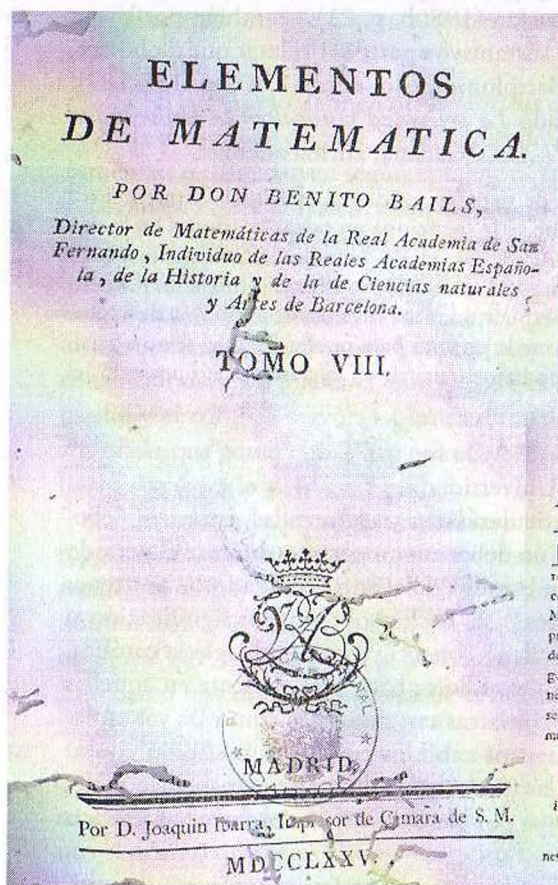 ELEMENTOS
DE MATEMATICA.
POR DON BENITO BAILS,
Director de Matemáticas de la Real Academia de San
Fernando, Individuo de las Reales Academias Españo-
la, de la Historia y de la de Ciencias naturales,
y Artes de Barcelona.
TOMO VIII.
MADRID.
Por D. Joaquin Ibarra, Impresor de Camara de S. M.
MDCCLXXV.